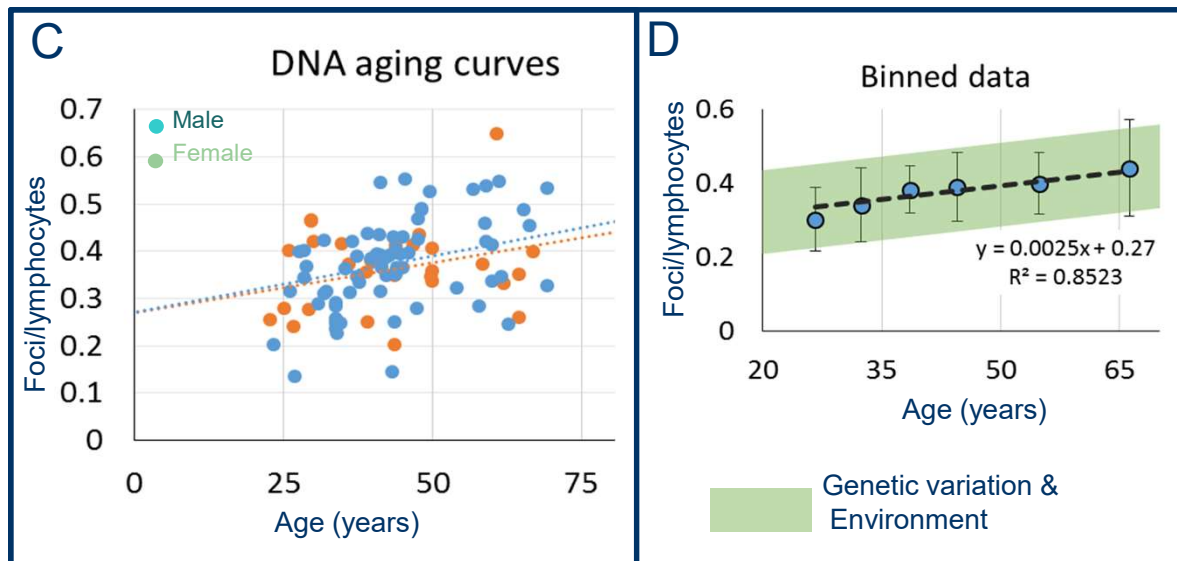 C
DNA aging curves
Male
Female
Foci/lymphocytes
0.7
0.6
0.5
0.4
0.3
0.2
0.1
0
0
25
50
75
Age (years)
D
Binned data
Foci/lymphocytes
0.6
0.4
0.2
0
y = 0.0025x + 0.27
R² = 0.8523
20
35
50
65
Age (years)
Genetic variation &
Environment